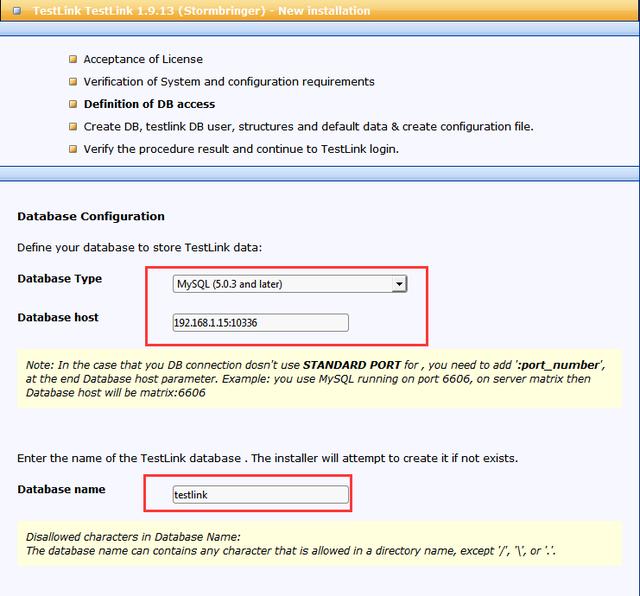 TestLink TestLink 1.9.13 (Stormbringer) - New installation
Acceptance of License
Verification of System and configuration requirements
Definition of DB access
Create DB, testlink DB user, structures and default data & create configuration file.
Verify the procedure result and continue to TestLink login.
Database Configuration
Define your database to store TestLink data:
Database Type
MySQL (5.0.3 and later)
Database host
192.168.1.15:10336
Note: In the case that you DB connection dosn't use STANDARD PORT for , you need to add ':port_number',
at the end Database host parameter. Example: you use MySQL running on port 6606, on server matrix then
Database host will be matrix:6606
Enter the name of the TestLink database . The installer will attempt to create it if not exists.
Database name
testlink
Disallowed characters in Database Name:
The database name can contains any character that is allowed in a directory name, except '/', '\', or '.'.